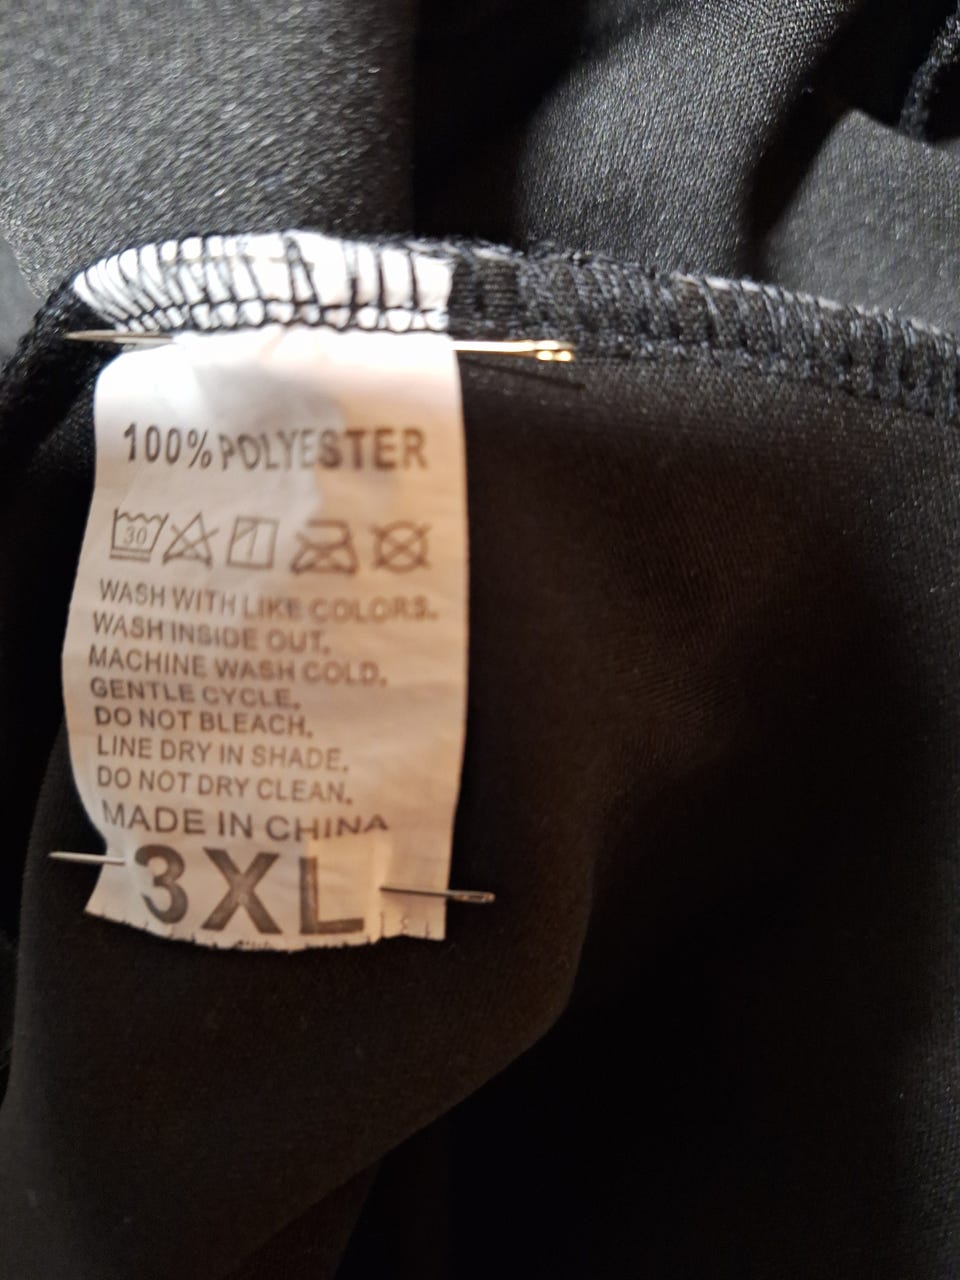 100% POLYESTER
30
WASH WITH LIKE COLORS.
WASH INSIDE OUT.
MACHINE WASH COLD.
GENTLE CYCLE.
DO NOT BLEACH.
LINE DRY IN SHADE.
DO NOT DRY CLEAN.
MADE IN CHINA
3XL